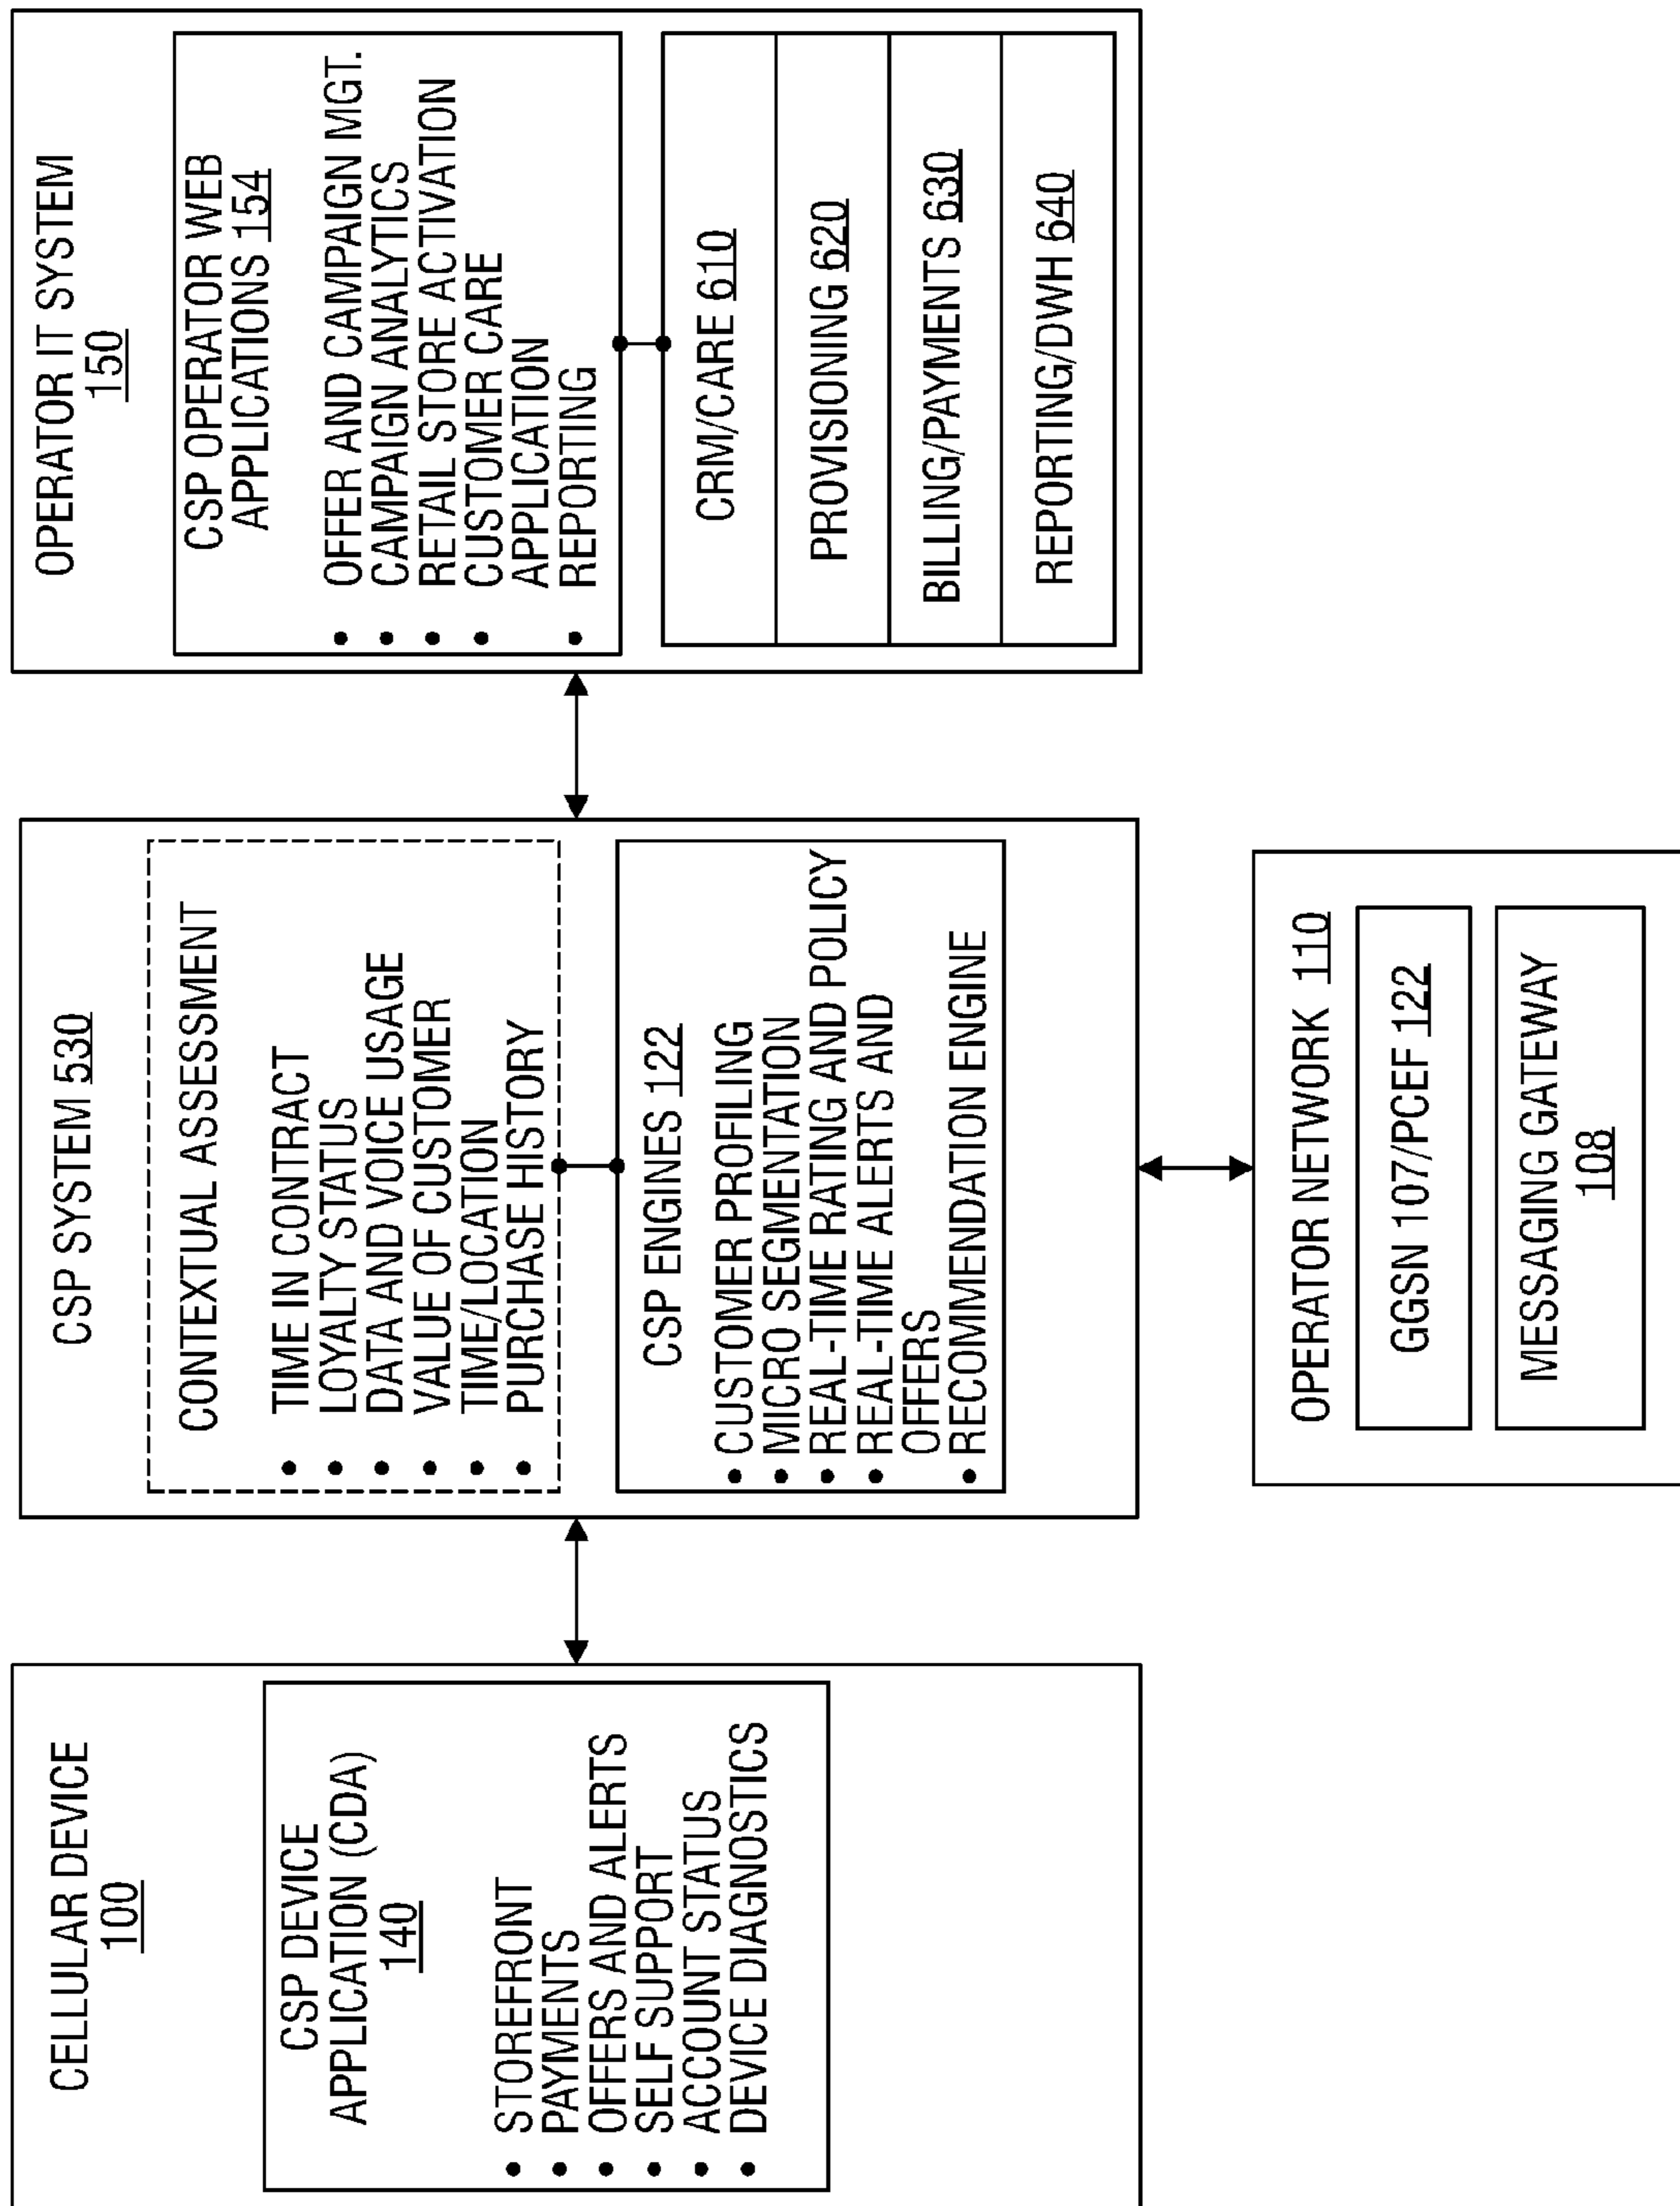 CELLULAR DEVICE
100
CSP DEVICE
APPLICATION (CDA)
140
• STOREFRONT
• PAYMENTS
• OFFERS AND ALERTS
• SELF SUPPORT
• ACCOUNT STATUS
• DEVICE DIAGNOSTICS
CSP SYSTEM 530
CONTEXTUAL ASSESSMENT
• TIME IN CONTRACT
• LOYALTY STATUS
• DATA AND VOICE USAGE
• VALUE OF CUSTOMER
• TIME/LOCATION
• PURCHASE HISTORY
CSP ENGINES 122
• CUSTOMER PROFILING
• MICRO SEGMENTATION
• REAL-TIME RATING AND POLICY
• REAL-TIME ALERTS AND
OFFERS
• RECOMMENDATION ENGINE
OPERATOR IT SYSTEM
150
CSP OPERATOR WEB
APPLICATIONS 154
• OFFER AND CAMPAIGN MGT.
• CAMPAIGN ANALYTICS
• RETAIL STORE ACTIVATION
• CUSTOMER CARE
APPLICATION
• REPORTING
CRM/CARE 610
PROVISIONING 620
BILLING/PAYMENTS 630
REPORTING/DWH 640
OPERATOR NETWORK 110
GGSN 107/PCEF 122
MESSAGING GATEWAY
108